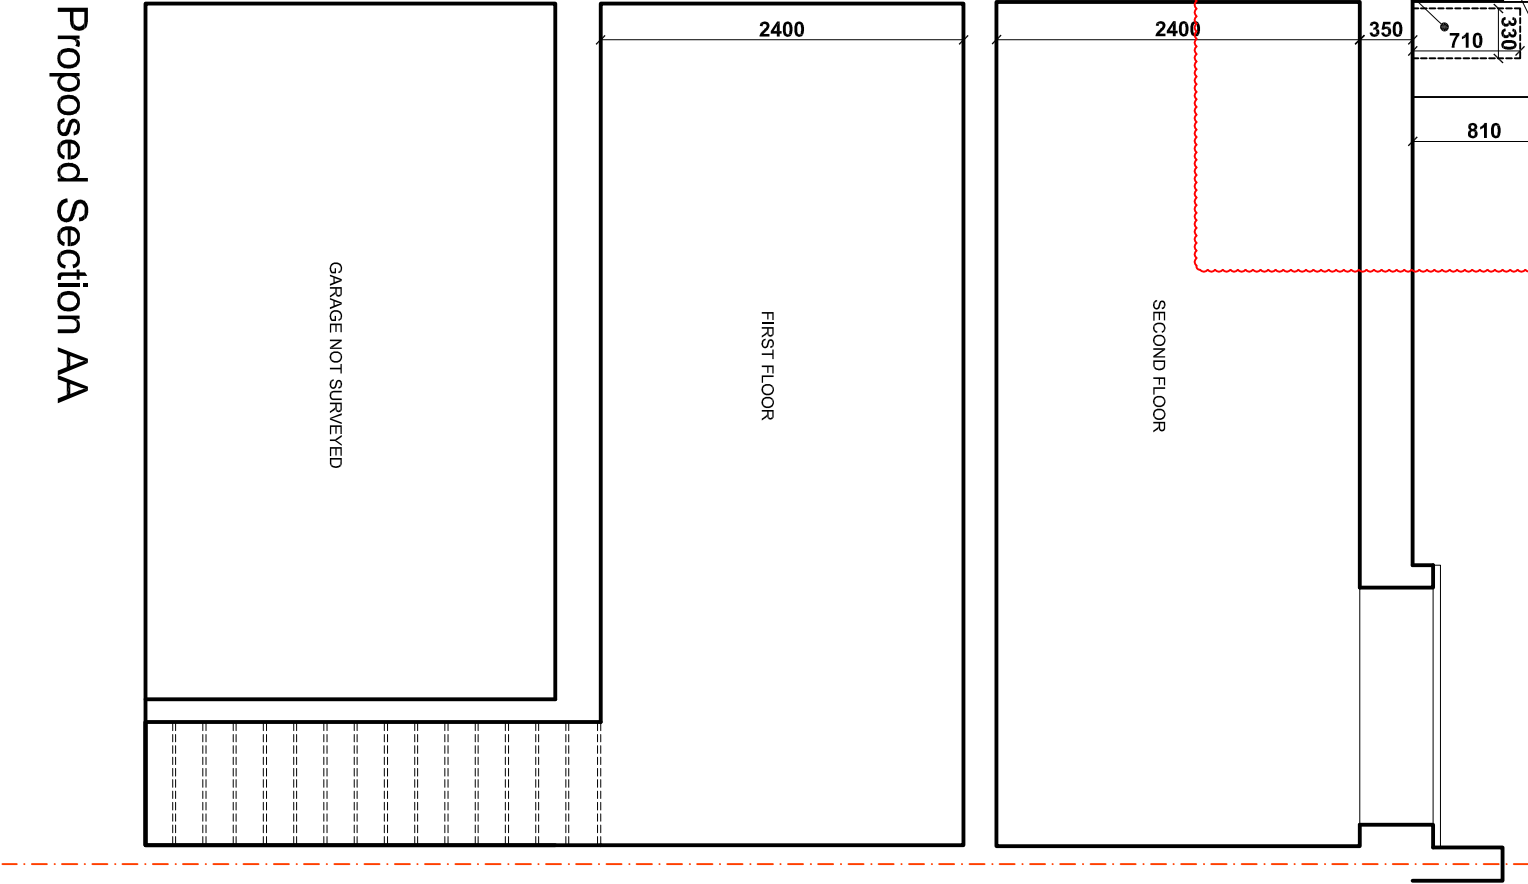 2400
2400
350
710
330
810
SECOND FLOOR
FIRST FLOOR
GARAGE NOT SURVEYED
Proposed Section AA